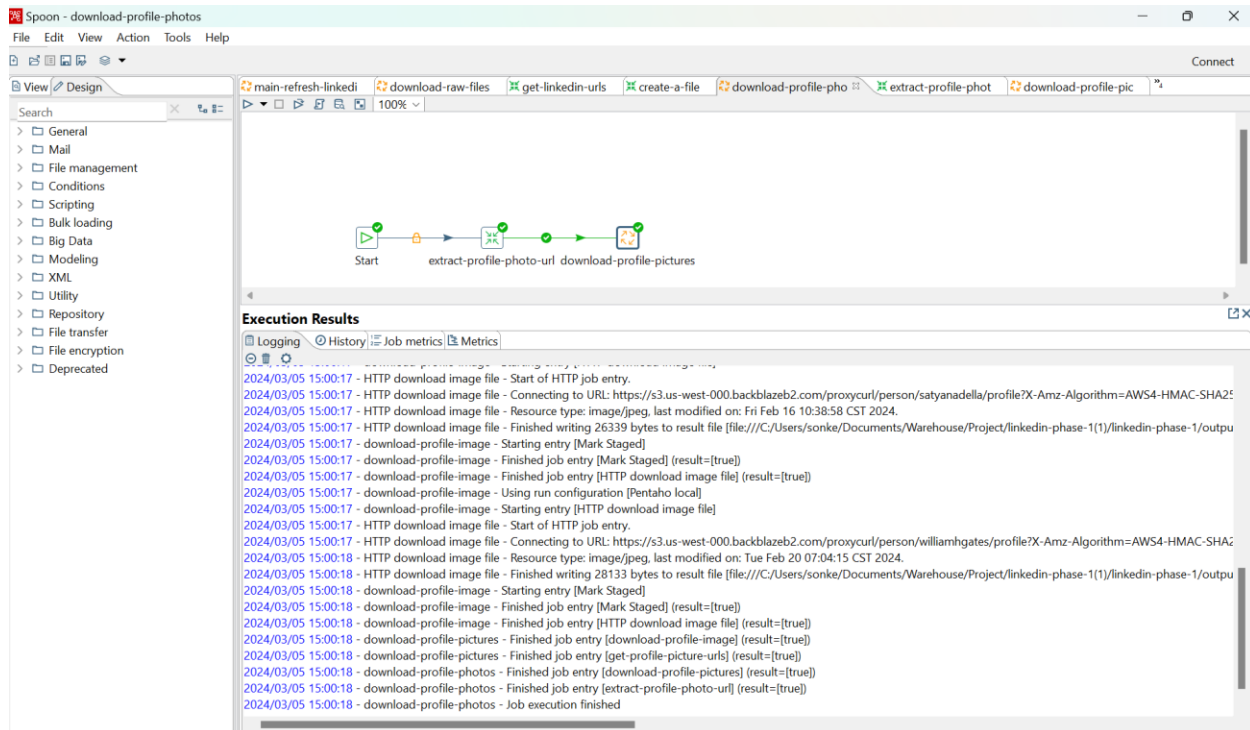 Spoon - download-profile-photos
File Edit View Action Tools Help
Connect
View Design
main-refresh-linkedi download-raw-files get-linkedin-urls create-a-file download-profile-pho extract-profile-phot download-profile-pic » 4
Search
100%
General
Mail
File management
Conditions
Scripting
Bulk loading
Big Data
Modeling
XML
Utility
Repository
File transfer
File encryption
Deprecated
Start extract-profile-photo-url download-profile-pictures
Execution Results
Logging History Job metrics Metrics
2024/03/05 15:00:17 - HTTP download image file - Start of HTTP job entry.
2024/03/05 15:00:17 - HTTP download image file - Connecting to URL: https://s3.us-west-000.backblazeb2.com/proxycurl/person/satyanadella/profile?X-Amz-Algorithm=AWS4-HMAC-SHA25
2024/03/05 15:00:17 - HTTP download image file - Resource type: image/jpeg, last modified on: Fri Feb 16 10:38:58 CST 2024.
2024/03/05 15:00:17 - HTTP download image file - Finished writing 26339 bytes to result file [file:///C:/Users/sonke/Documents/Warehouse/Project/linkedin-phase-1(1)/linkedin-phase-1/outpu
2024/03/05 15:00:17 - download-profile-image - Starting entry [Mark Staged]
2024/03/05 15:00:17 - download-profile-image - Finished job entry [Mark Staged] (result=[true])
2024/03/05 15:00:17 - download-profile-image - Finished job entry [HTTP download image file] (result=[true])
2024/03/05 15:00:17 - download-profile-image - Using run configuration [Pentaho local]
2024/03/05 15:00:17 - download-profile-image - Starting entry [HTTP download image file]
2024/03/05 15:00:17 - HTTP download image file - Start of HTTP job entry.
2024/03/05 15:00:17 - HTTP download image file - Connecting to URL: https://s3.us-west-000.backblazeb2.com/proxycurl/person/williamhgates/profile?X-Amz-Algorithm=AWS4-HMAC-SHA2
2024/03/05 15:00:18 - HTTP download image file - Resource type: image/jpeg, last modified on: Tue Feb 20 07:04:15 CST 2024.
2024/03/05 15:00:18 - HTTP download image file - Finished writing 28133 bytes to result file [file:///C:/Users/sonke/Documents/Warehouse/Project/linkedin-phase-1(1)/linkedin-phase-1/outpu
2024/03/05 15:00:18 - download-profile-image - Starting entry [Mark Staged]
2024/03/05 15:00:18 - download-profile-image - Finished job entry [Mark Staged] (result=[true])
2024/03/05 15:00:18 - download-profile-image - Finished job entry [HTTP download image file] (result=[true])
2024/03/05 15:00:18 - download-profile-pictures - Finished job entry [download-profile-image] (result=[true])
2024/03/05 15:00:18 - download-profile-pictures - Finished job entry [get-profile-picture-urls] (result=[true])
2024/03/05 15:00:18 - download-profile-photos - Finished job entry [download-profile-pictures] (result=[true])
2024/03/05 15:00:18 - download-profile-photos - Finished job entry [extract-profile-photo-url] (result=[true])
2024/03/05 15:00:18 - download-profile-photos - Job execution finished